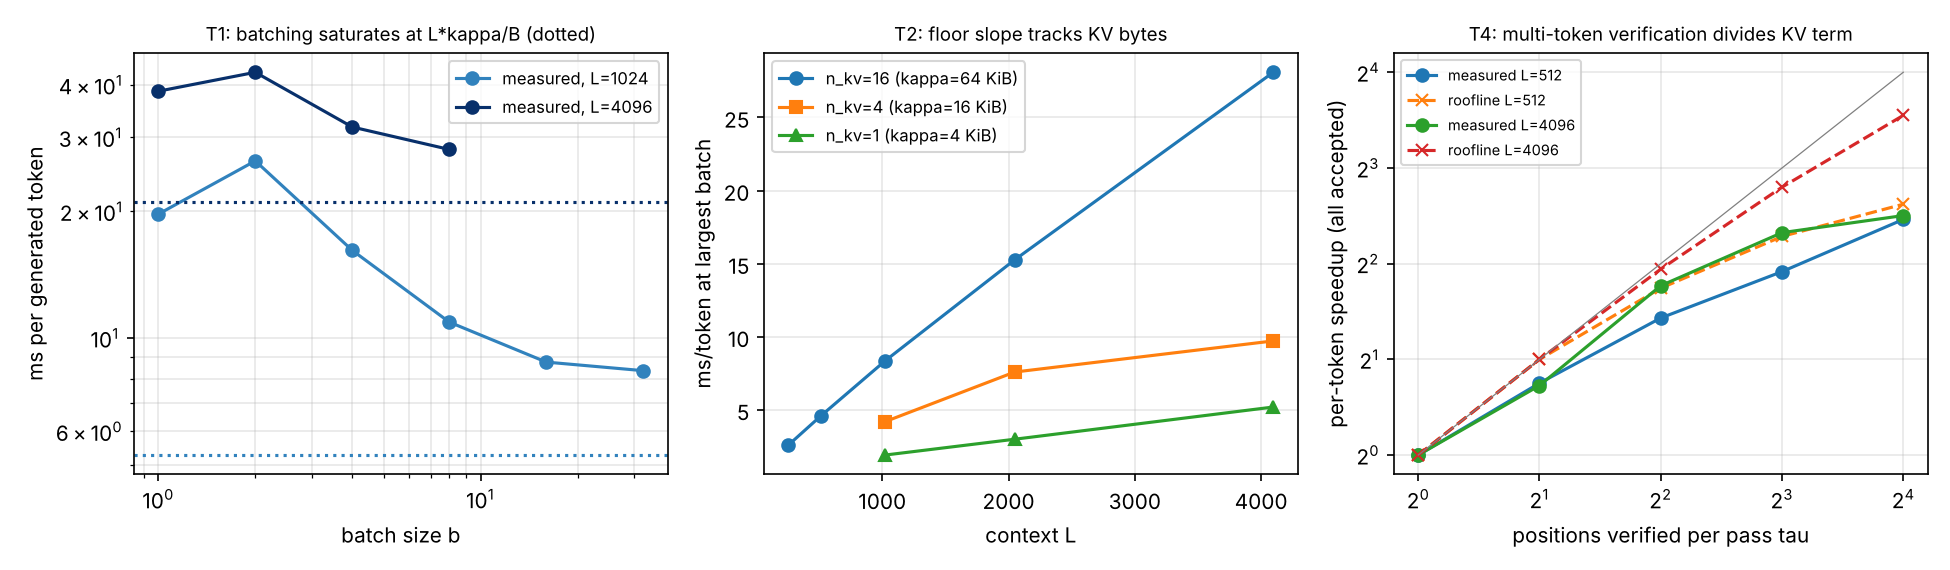 T1: batching saturates at L*kappa/B (dotted)
ms per generated token
4 × 10¹
3 × 10¹
2 × 10¹
10¹
6 × 10⁰
measured, L=1024
measured, L=4096
10⁰
10¹
batch size b
T2: floor slope tracks KV bytes
ms/token at largest batch
25
20
15
10
5
n_kv=16 (kappa=64 KiB)
n_kv=4 (kappa=16 KiB)
n_kv=1 (kappa=4 KiB)
1000
2000
3000
4000
context L
T4: multi-token verification divides KV term
per-token speedup (all accepted)
2⁴
2³
2²
2¹
2⁰
measured L=512
roofline L=512
measured L=4096
roofline L=4096
2⁰
2¹
2²
2³
2⁴
positions verified per pass tau